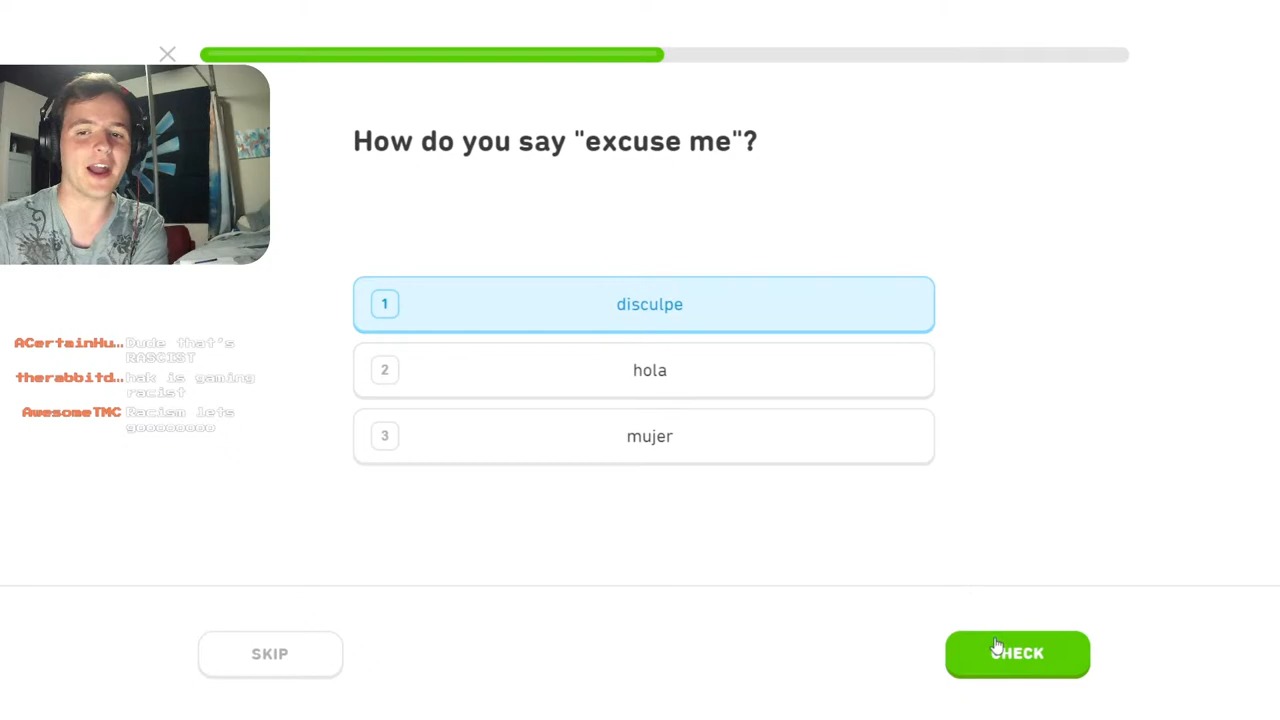 How do you say "excuse me"?
1 disculpe
2 hola
3 mujer
ACertainHu… Dude that's
RASCIST
therabbitd… hak is gaming
racist
AwesomeTMC Racism lets
goooooooo
SKIP
CHECK